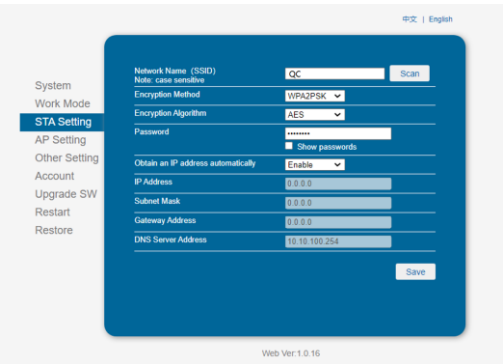 中文 | English
System
Work Mode
STA Setting
AP Setting
Other Setting
Account
Upgrade SW
Restart
Restore
Network Name (SSID)
Note: case sensitive
QC
Scan
Encryption Method
WPA2PSK
Encryption Algorithm
AES
Password
••••••••
Show passwords
Obtain an IP address automatically
Enable
IP Address
0.0.0.0
Subnet Mask
0.0.0.0
Gateway Address
0.0.0.0
DNS Server Address
10.10.100.254
Save
Web Ver:1.0.16